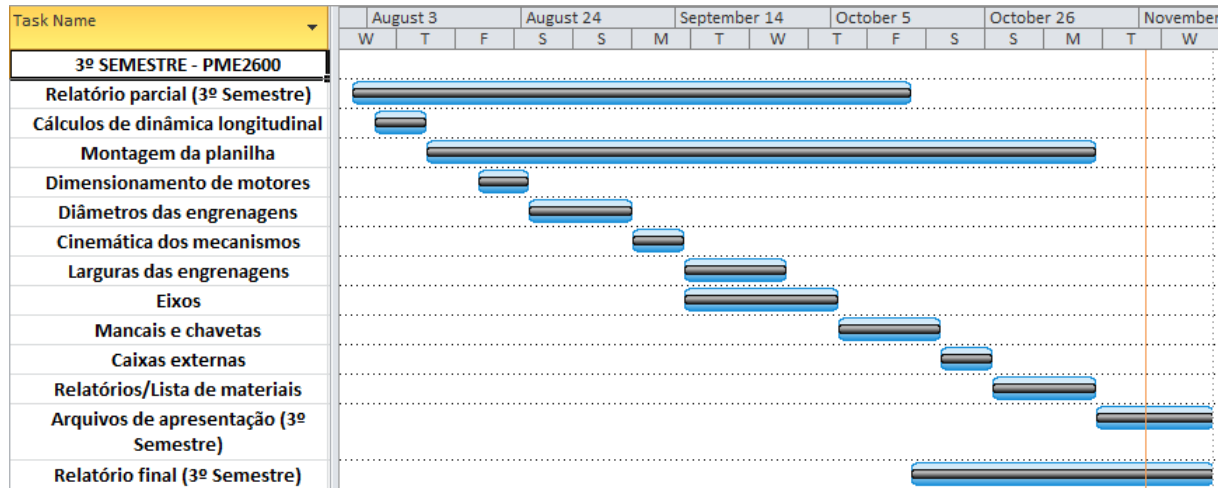 Task Name
August 3 August 24 September 14 October 5 October 26 November
W T F S S M T W T F S S M T W
3º SEMESTRE - PME2600
Relatório parcial (3º Semestre)
Cálculos de dinâmica longitudinal
Montagem da planilha
Dimensionamento de motores
Diâmetros das engrenagens
Cinemática dos mecanismos
Larguras das engrenagens
Eixos
Mancais e chavetas
Caixas externas
Relatórios/Lista de materiais
Arquivos de apresentação (3º
Semestre)
Relatório final (3º Semestre)